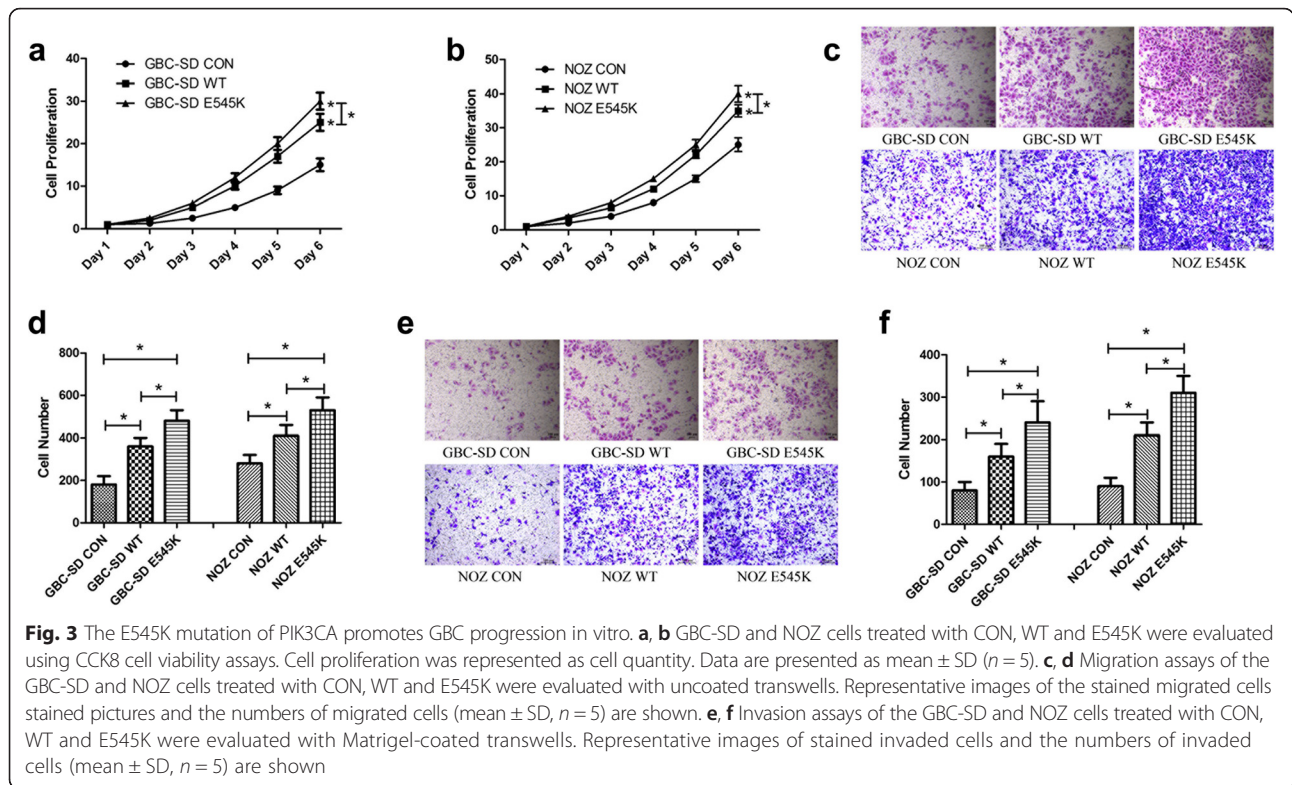 a
GBC-SD CON
GBC-SD WT
GBC-SD E545K
Cell Proliferation
40
30
20
10
0
Day 1
Day 2
Day 3
Day 4
Day 5
Day 6
*
*
*
b
NOZ CON
NOZ WT
NOZ E545K
Cell Proliferation
50
40
30
20
10
0
Day 1
Day 2
Day 3
Day 4
Day 5
Day 6
*
*
*
c
GBC-SD CON GBC-SD WT GBC-SD E545K
NOZ CON NOZ WT NOZ E545K
d
Cell Number
800
600
400
200
0
* *
* *
* *
GBC-SD CON
GBC-SD WT
GBC-SD E545K
NOZ CON
NOZ WT
NOZ E545K
e
GBC-SD CON GBC-SD WT GBC-SD E545K
NOZ CON NOZ WT NOZ E545K
f
Cell Number
400
300
200
100
0
* *
* *
* *
GBC-SD CON
GBC-SD WT
GBC-SD E545K
NOZ CON
NOZ WT
NOZ E545K
Fig. 3 The E545K mutation of PIK3CA promotes GBC progression in vitro. a, b GBC-SD and NOZ cells treated with CON, WT and E545K were evaluated
using CCK8 cell viability assays. Cell proliferation was represented as cell quantity. Data are presented as mean ± SD (n = 5). c, d Migration assays of the
GBC-SD and NOZ cells treated with CON, WT and E545K were evaluated with uncoated transwells. Representative images of the stained migrated cells
stained pictures and the numbers of migrated cells (mean ± SD, n = 5) are shown. e, f Invasion assays of the GBC-SD and NOZ cells treated with CON,
WT and E545K were evaluated with Matrigel-coated transwells. Representative images of stained invaded cells and the numbers of invaded
cells (mean ± SD, n = 5) are shown